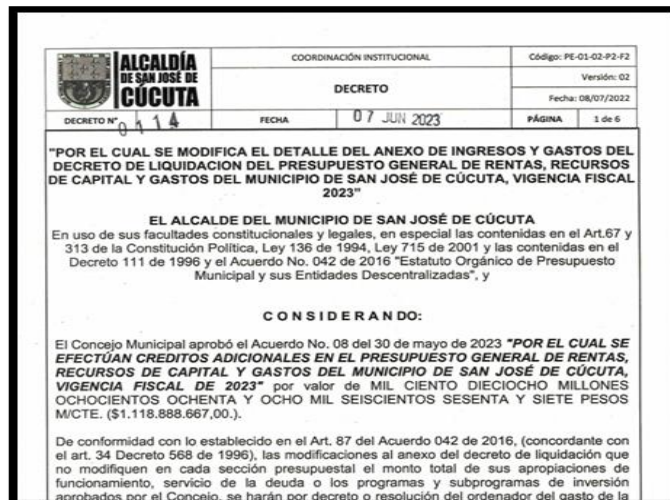 ALCALDÍA
DE SAN JOSÉ DE
CÚCUTA
COORDINACIÓN INSTITUCIONAL
Código: PE-01-02-P2-F2
DECRETO
Versión: 02
Fecha: 08/07/2022
DECRETO N° 0114
FECHA
07 JUN 2023
PÁGINA
1 de 6
"POR EL CUAL SE MODIFICA EL DETALLE DEL ANEXO DE INGRESOS Y GASTOS DEL
DECRETO DE LIQUIDACION DEL PRESUPUESTO GENERAL DE RENTAS, RECURSOS
DE CAPITAL Y GASTOS DEL MUNICIPIO DE SAN JOSÉ DE CÚCUTA, VIGENCIA FISCAL
2023"
EL ALCALDE DEL MUNICIPIO DE SAN JOSÉ DE CÚCUTA
En uso de sus facultades constitucionales y legales, en especial las contenidas en el Art.67 y
313 de la Constitución Política, Ley 136 de 1994, Ley 715 de 2001 y las contenidas en el
Decreto 111 de 1996 y el Acuerdo No. 042 de 2016 "Estatuto Orgánico de Presupuesto
Municipal y sus Entidades Descentralizadas", y
CONSIDERANDO:
El Concejo Municipal aprobó el Acuerdo No. 08 del 30 de mayo de 2023 "POR EL CUAL SE
EFECTÚAN CREDITOS ADICIONALES EN EL PRESUPUESTO GENERAL DE RENTAS,
RECURSOS DE CAPITAL Y GASTOS DEL MUNICIPIO DE SAN JOSÉ DE CÚCUTA,
VIGENCIA FISCAL DE 2023" por valor de MIL CIENTO DIECIOCHO MILLONES
OCHOCIENTOS OCHENTA Y OCHO MIL SEISCIENTOS SESENTA Y SIETE PESOS
M/CTE. ($1.118.888.667,00.).
De conformidad con lo establecido en el Art. 87 del Acuerdo 042 de 2016, (concordante con
el art. 34 Decreto 568 de 1996), las modificaciones al anexo del decreto de liquidación que
no modifiquen en cada sección presupuestal el monto total de sus apropiaciones de
funcionamiento, servicio de la deuda o los programas y subprogramas de inversión
aprobados por el Concejo, se harán por decreto o resolución del ordenador del gasto de la